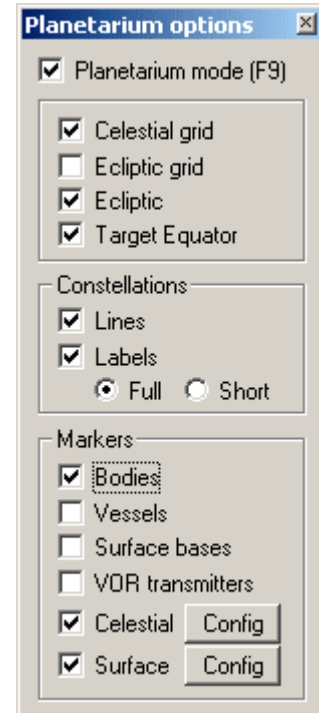 Planetarium options
Planetarium mode (F9)
Celestial grid
Ecliptic grid
Ecliptic
Target Equator
Constellations
Lines
Labels
Full Short
Markers
Bodies
Vessels
Surface bases
VOR transmitters
Celestial Config
Surface Config